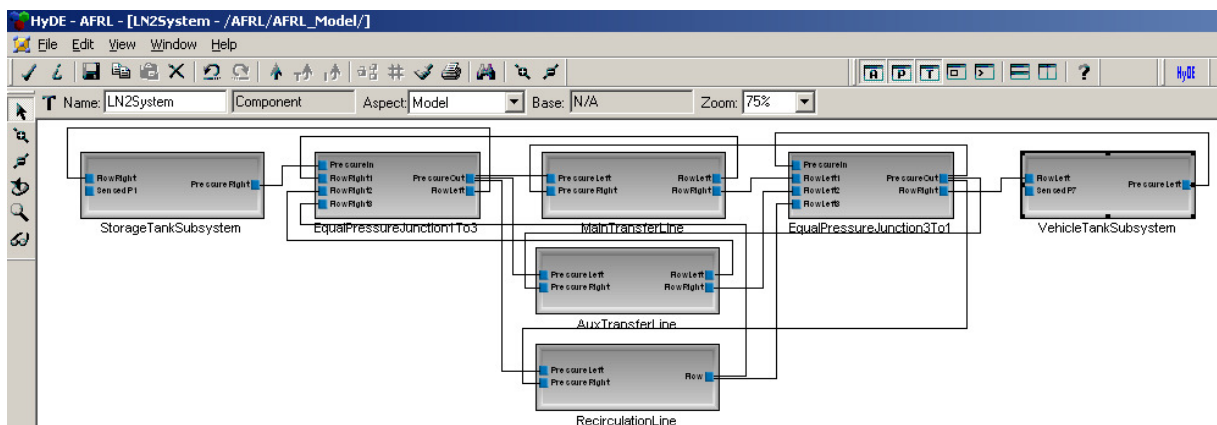 HyDE - AFRL - [LN2System - /AFRL/AFRL_Model/]
File Edit View Window Help
A P T ? HyDE
T Name: LN2System Component Aspect: Model Base: N/A Zoom: 75%
FlowRight
SensedP1
PressureRight
StorageTankSubsystem
PressureIn
FlowRight1
FlowRight2
FlowRight3
PressureOut
FlowLeft
EqualPressureJunction1To3
PressureLeft
PressureRight
FlowLeft
FlowRight
MainTransferLine
PressureIn
FlowLeft1
FlowLeft2
FlowLeft3
PressureOut
FlowRight
EqualPressureJunction3To1
FlowLeft
SensedP7
PressureLeft
VehicleTankSubsystem
PressureLeft
PressureRight
FlowLeft
FlowRight
AuxTransferLine
PressureLeft
PressureRight
Flow
RecirculationLine